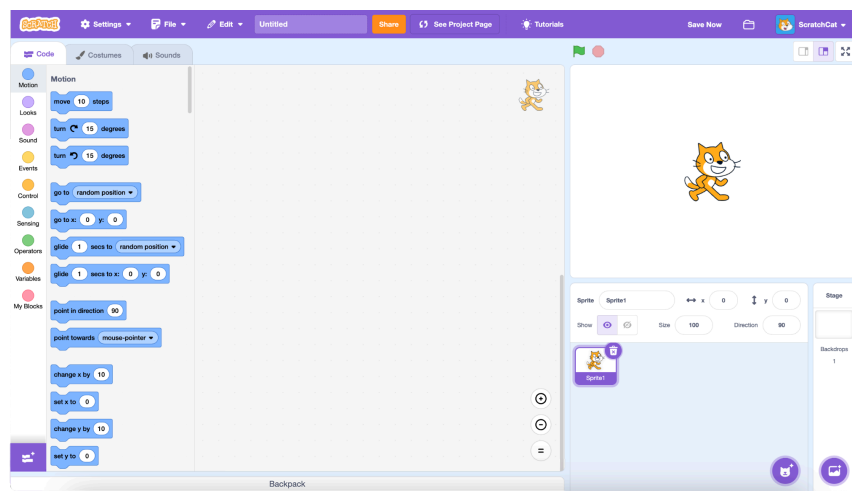 SCRATCH Settings File Edit Untitled Share See Project Page Tutorials Save Now ScratchCat
Code Costumes Sounds
Motion
Looks
Sound
Events
Control
Sensing
Operators
Variables
My Blocks
Motion
move 10 steps
turn 15 degrees
turn 15 degrees
go to random position
go to x: 0 y: 0
glide 1 secs to random position
glide 1 secs to x: 0 y: 0
point in direction 90
point towards mouse-pointer
change x by 10
set x to 0
change y by 10
set y to 0
Backpack
Sprite Sprite1 x 0 y 0
Show Size 100 Direction 90
Sprite1
Stage
Backdrops
1